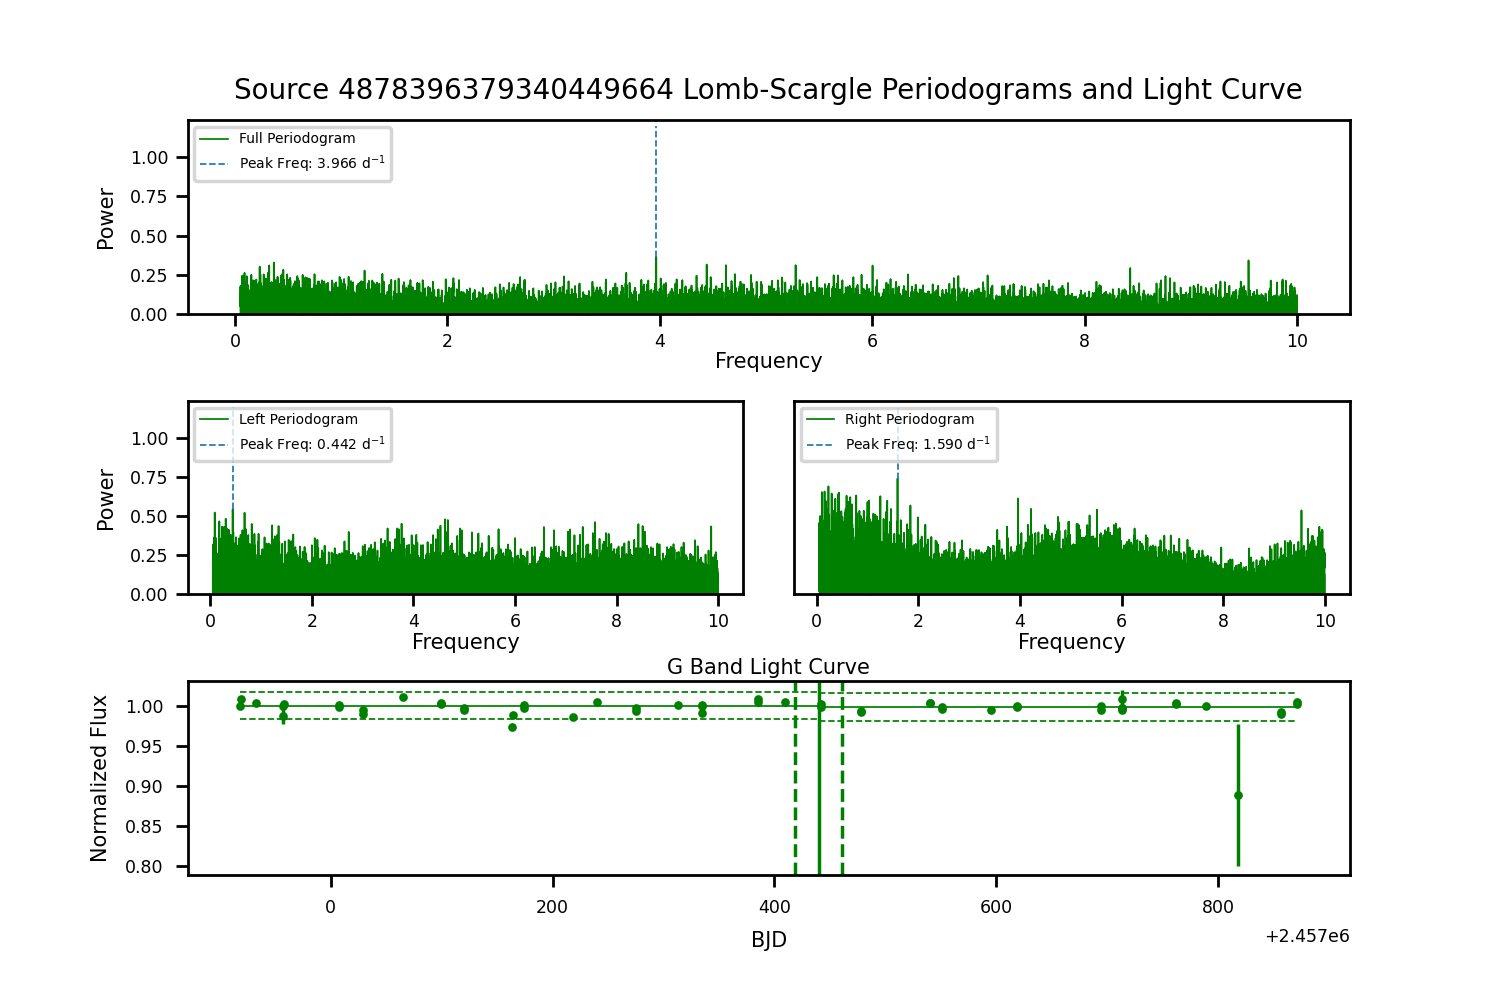 Source 4878396379340449664 Lomb-Scargle Periodograms and Light Curve
Full Periodogram
Peak Freq: 3.966 d⁻¹
Power
1.00
0.75
0.50
0.25
0.00
0 2 4 6 8 10
Frequency
Left Periodogram
Peak Freq: 0.442 d⁻¹
Power
1.00
0.75
0.50
0.25
0.00
0 2 4 6 8 10
Frequency
Right Periodogram
Peak Freq: 1.590 d⁻¹
0 2 4 6 8 10
Frequency
G Band Light Curve
Normalized Flux
1.00
0.95
0.90
0.85
0.80
0 200 400 600 800
BJD
+2.457e6